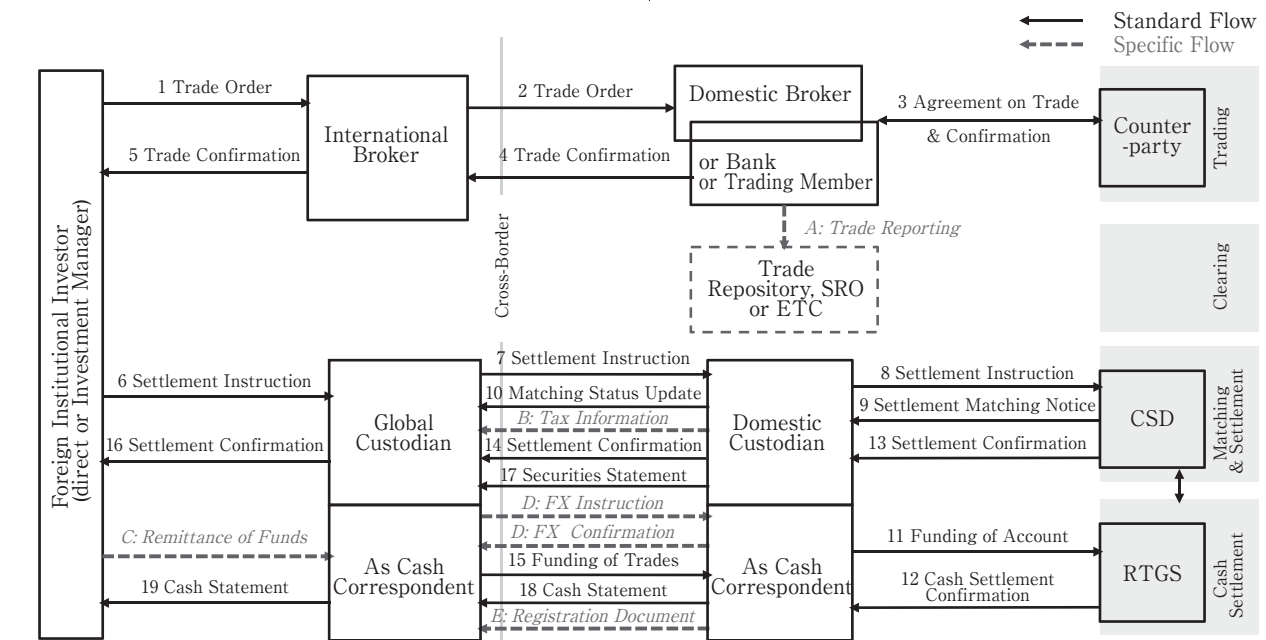 Standard Flow
Specific Flow
1 Trade Order
2 Trade Order
Domestic Broker
3 Agreement on Trade
& Confirmation
Counter
-party
Trading
International
Broker
5 Trade Confirmation
4 Trade Confirmation
or Bank
or Trading Member
A: Trade Reporting
Trade
Repository, SRO
or ETC
Cross-Border
Clearing
Foreign Institutional Investor
(direct or Investment Manager)
6 Settlement Instruction
16 Settlement Confirmation
Global
Custodian
7 Settlement Instruction
10 Matching Status Update
B: Tax Information
14 Settlement Confirmation
17 Securities Statement
Domestic
Custodian
8 Settlement Instruction
9 Settlement Matching Notice
13 Settlement Confirmation
CSD
Matching
& Settlement
C: Remittance of Funds
19 Cash Statement
As Cash
Correspondent
D: FX Instruction
D: FX Confirmation
15 Funding of Trades
18 Cash Statement
E: Registration Document
As Cash
Correspondent
11 Funding of Account
12 Cash Settlement
Confirmation
RTGS
Cash
Settlement